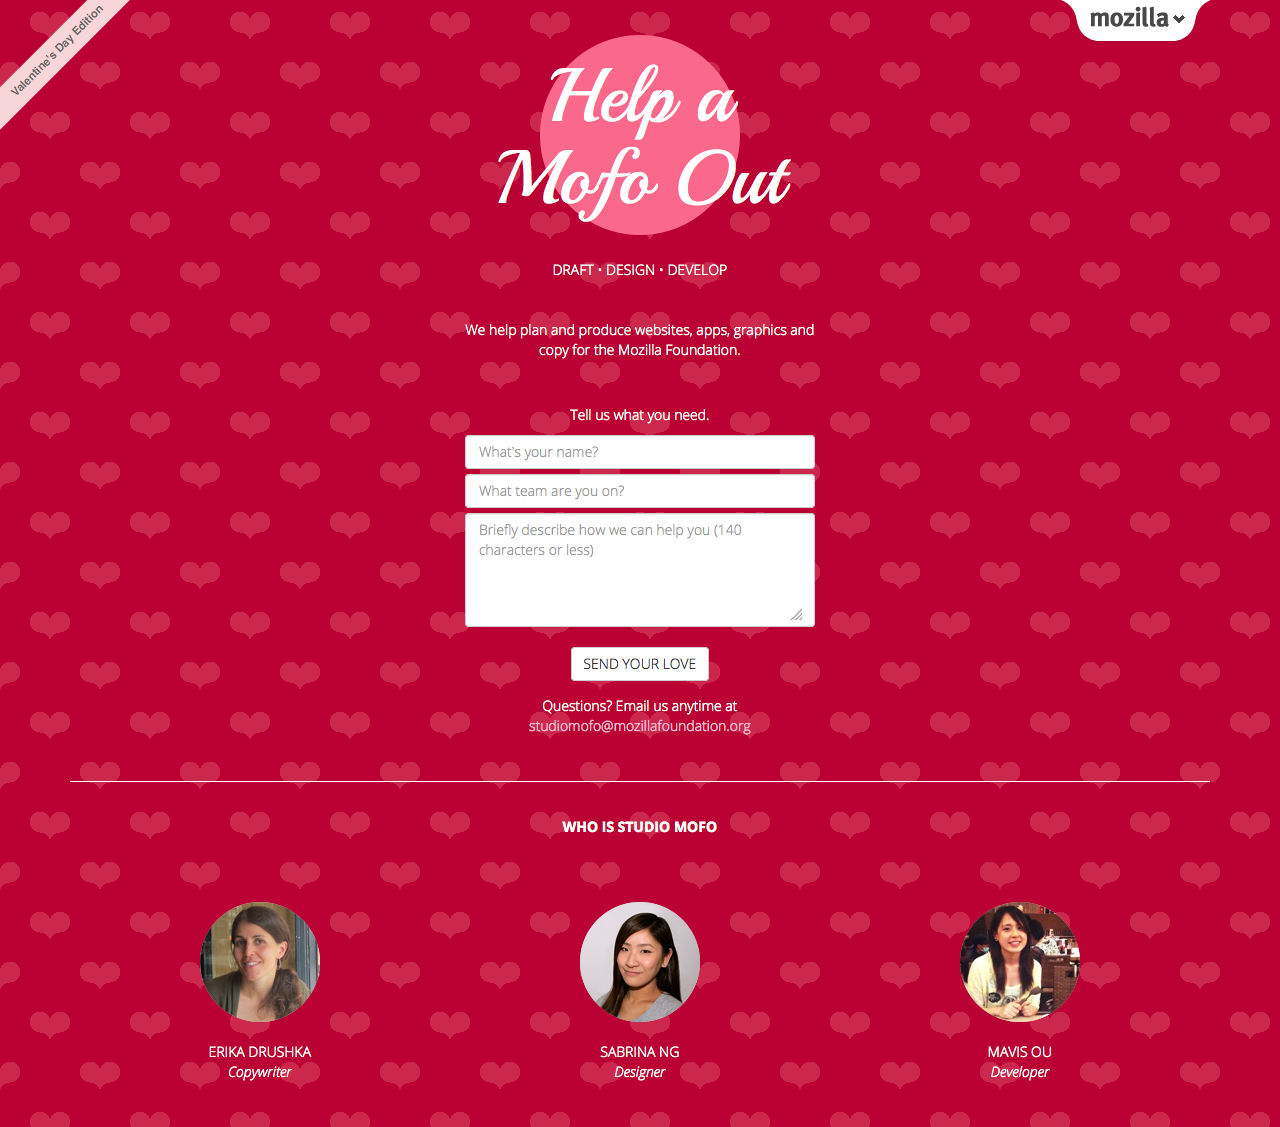 Valentine's Day Edition
mozilla
Help a
Mofo Out
DRAFT • DESIGN • DEVELOP
We help plan and produce websites, apps, graphics and
copy for the Mozilla Foundation.
Tell us what you need.
What's your name?
What team are you on?
Briefly describe how we can help you (140
characters or less)
SEND YOUR LOVE
Questions? Email us anytime at
studiomofo@mozillafoundation.org
WHO IS STUDIO MOFO
ERIKA DRUSHKA
Copywriter
SABRINA NG
Designer
MAVIS OU
Developer